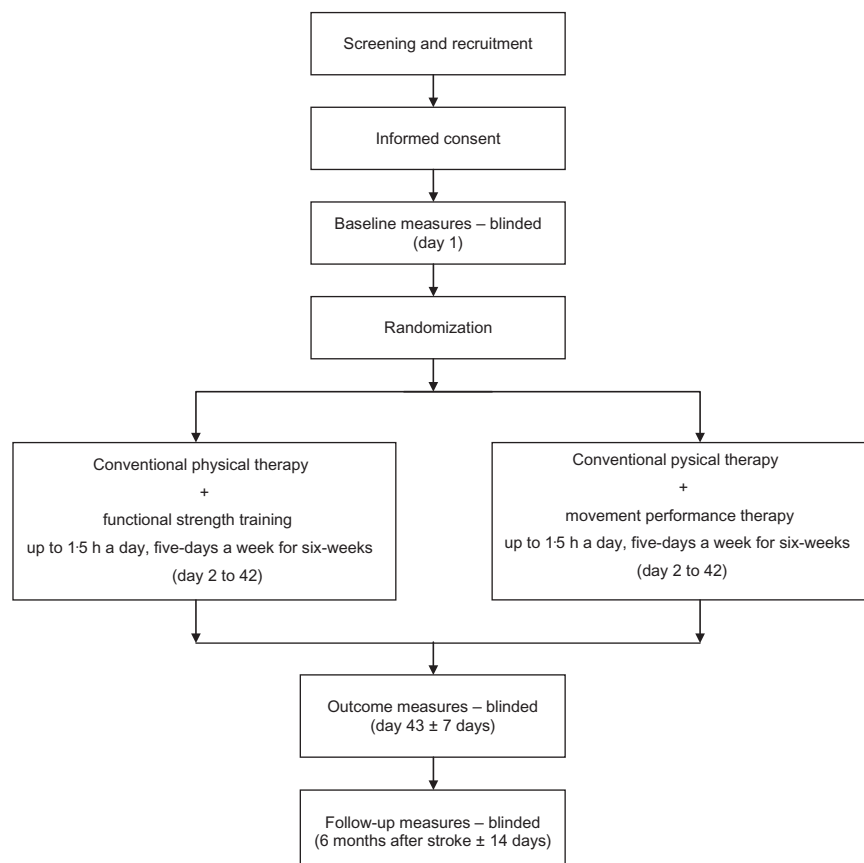 Screening and recruitment
Informed consent
Baseline measures – blinded
(day 1)
Randomization
Conventional physical therapy
+
functional strength training
up to 1·5 h a day, five-days a week for six-weeks
(day 2 to 42)
Conventional pysical therapy
+
movement performance therapy
up to 1·5 h a day, five-days a week for six-weeks
(day 2 to 42)
Outcome measures – blinded
(day 43 ± 7 days)
Follow-up measures – blinded
(6 months after stroke ± 14 days)